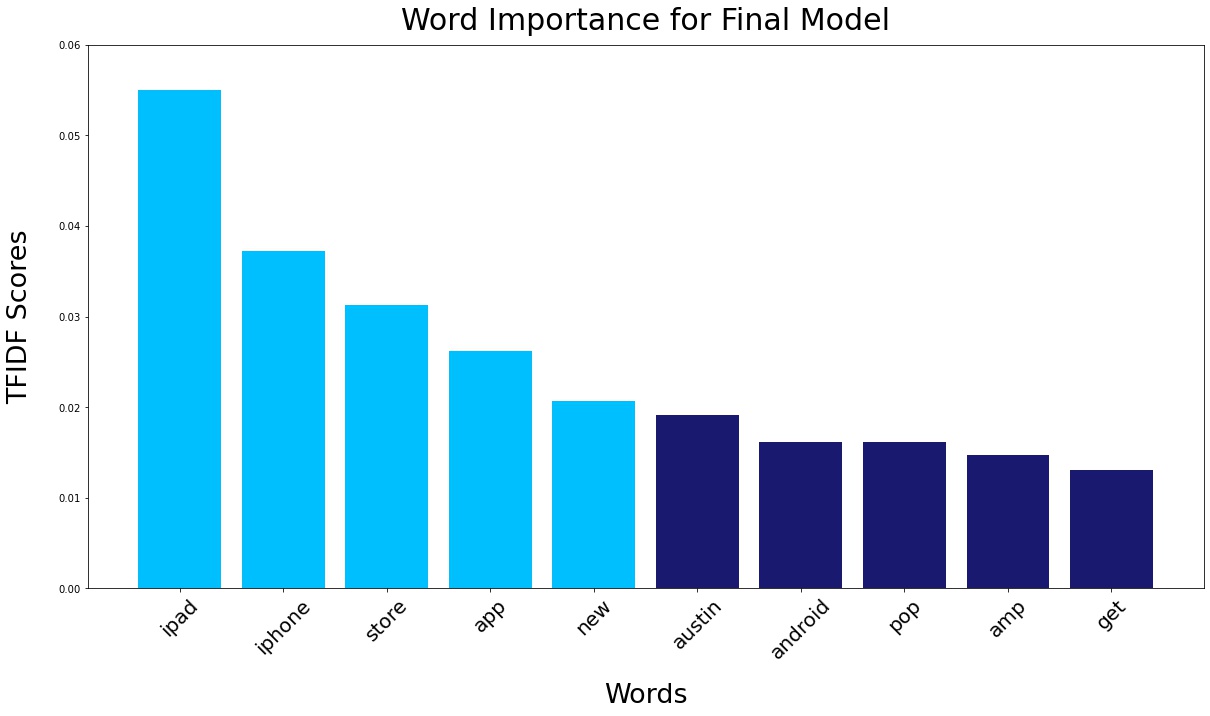 Word Importance for Final Model
0.06
0.05
0.04
0.03
0.02
0.01
0.00
TFIDF Scores
ipad
iphone
store
app
new
austin
android
pop
amp
get
Words